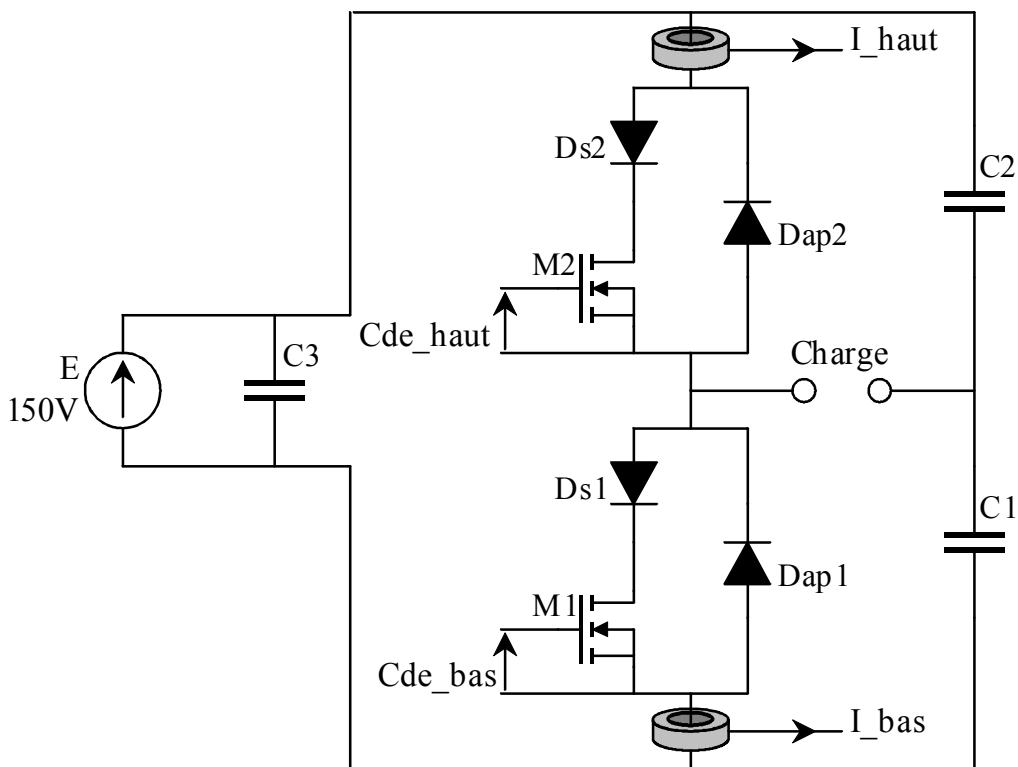 I_haut
Ds2
C2
Dap2
M2
Cde_haut
Charge
C3
E
150V
Ds1
C1
Dap1
M1
Cde_bas
I_bas